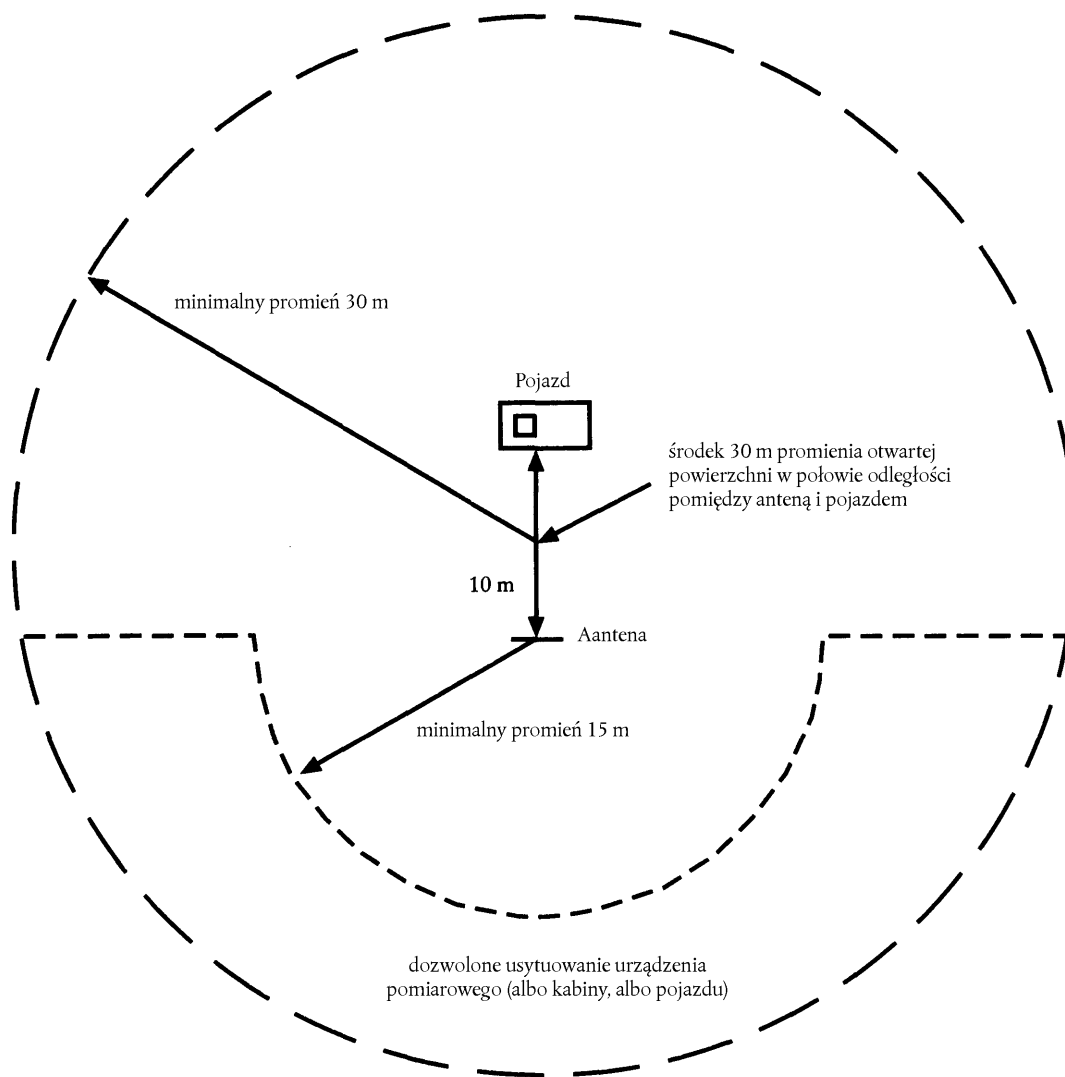 minimalny promień 30 m
Pojazd
środek 30 m promienia otwartej
powierzchni w połowie odległości
pomiędzy anteną i pojazdem
10 m
Aantena
minimalny promień 15 m
dozwolone usytuowanie urządzenia
pomiarowego (albo kabiny, albo pojazdu)